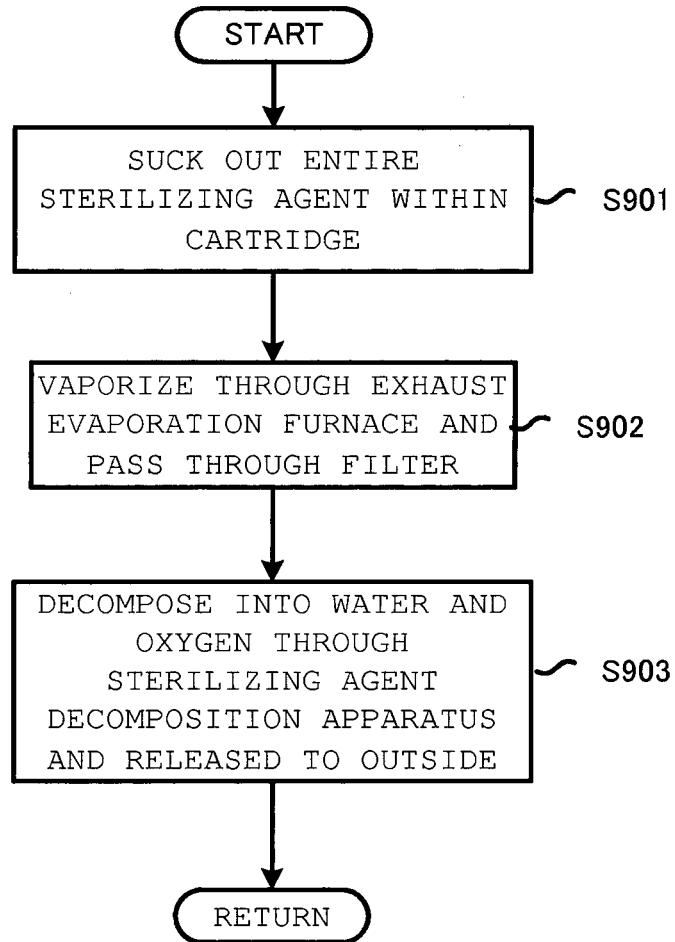 START
SUCK OUT ENTIRE
STERILIZING AGENT WITHIN
CARTRIDGE
S901
VAPORIZE THROUGH EXHAUST
EVAPORATION FURNACE AND
PASS THROUGH FILTER
S902
DECOMPOSE INTO WATER AND
OXYGEN THROUGH
STERILIZING AGENT
DECOMPOSITION APPARATUS
AND RELEASED TO OUTSIDE
S903
RETURN